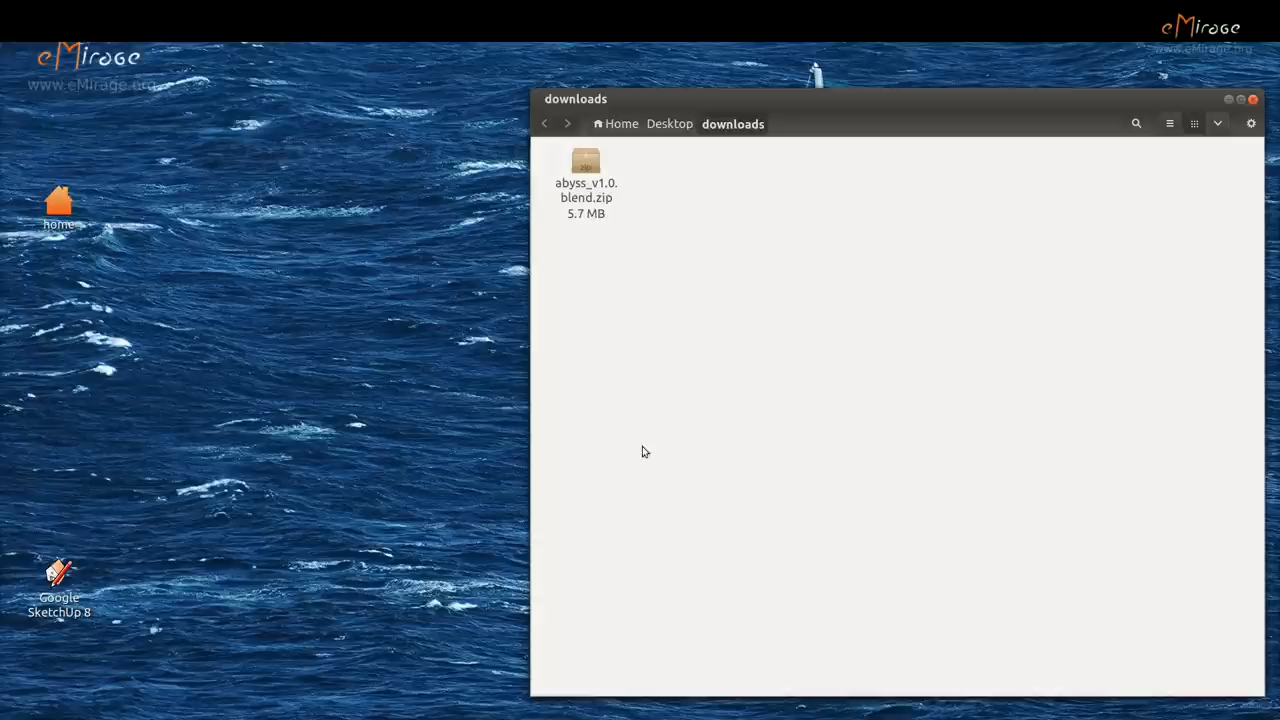 eMirage
www.eMirage.org
eMirage
www.eMirage.org
downloads
Home Desktop downloads
zip
abyss_v1.0.
blend.zip
5.7 MB
home
Google
SketchUp 8